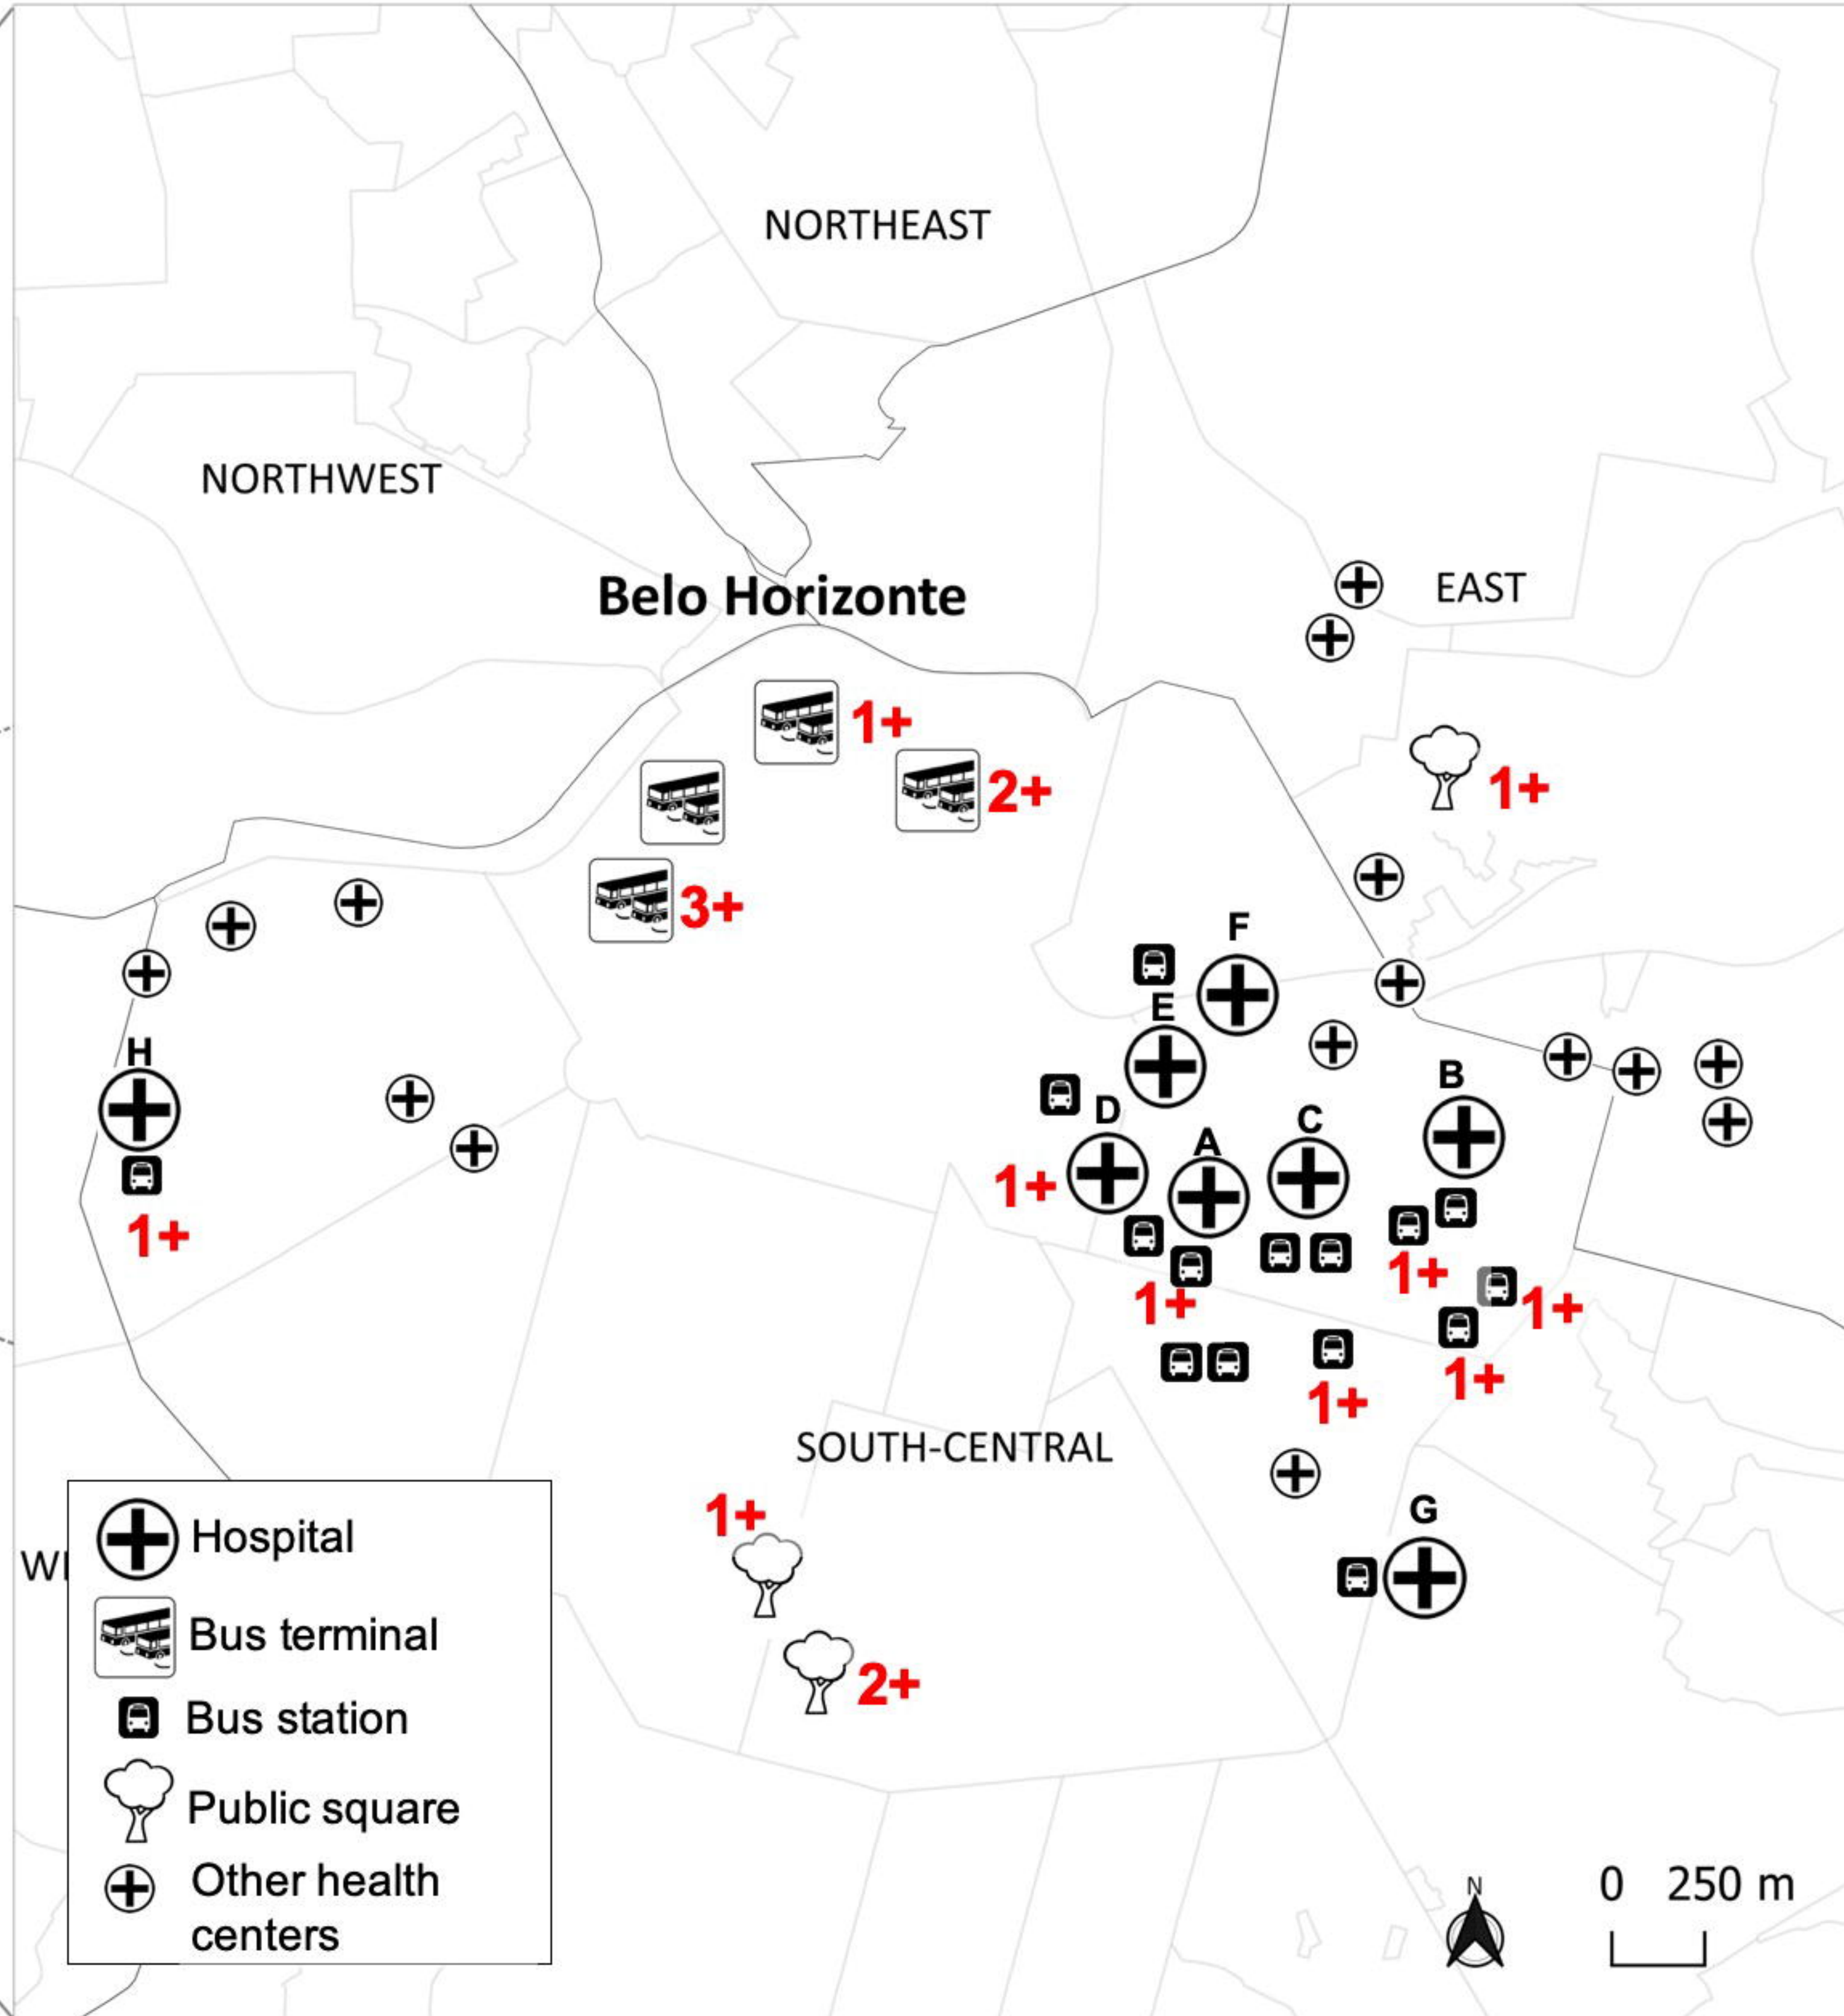 NORTHEAST
NORTHWEST
Belo Horizonte
EAST
1+
2+
1+
3+
F
E
H
B
D
C
A
1+
1+
1+
1+
1+
1+
1+
SOUTH-CENTRAL
1+
G
2+
WE
Hospital
Bus terminal
Bus station
Public square
Other health
centers
N
0 250 m